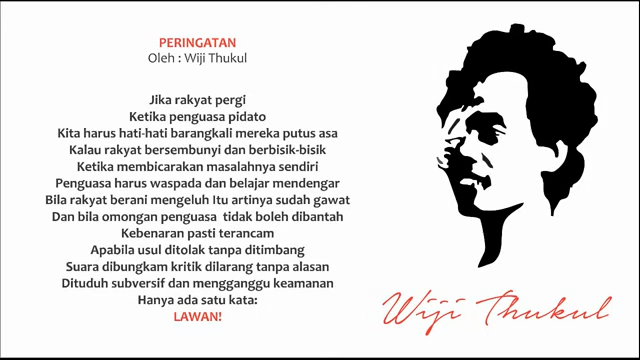 PERINGATAN
Oleh : Wiji Thukul
Jika rakyat pergi
Ketika penguasa pidato
Kita harus hati-hati barangkali mereka putus asa
Kalau rakyat bersembunyi dan berbisik-bisik
Ketika membicarakan masalahnya sendiri
Penguasa harus waspada dan belajar mendengar
Bila rakyat berani mengeluh Itu artinya sudah gawat
Dan bila omongan penguasa tidak boleh dibantah
Kebenaran pasti terancam
Apabila usul ditolak tanpa ditimbang
Suara dibungkam kritik dilarang tanpa alasan
Dituduh subversif dan mengganggu keamanan
Hanya ada satu kata:
LAWAN!
Wiji Thukul